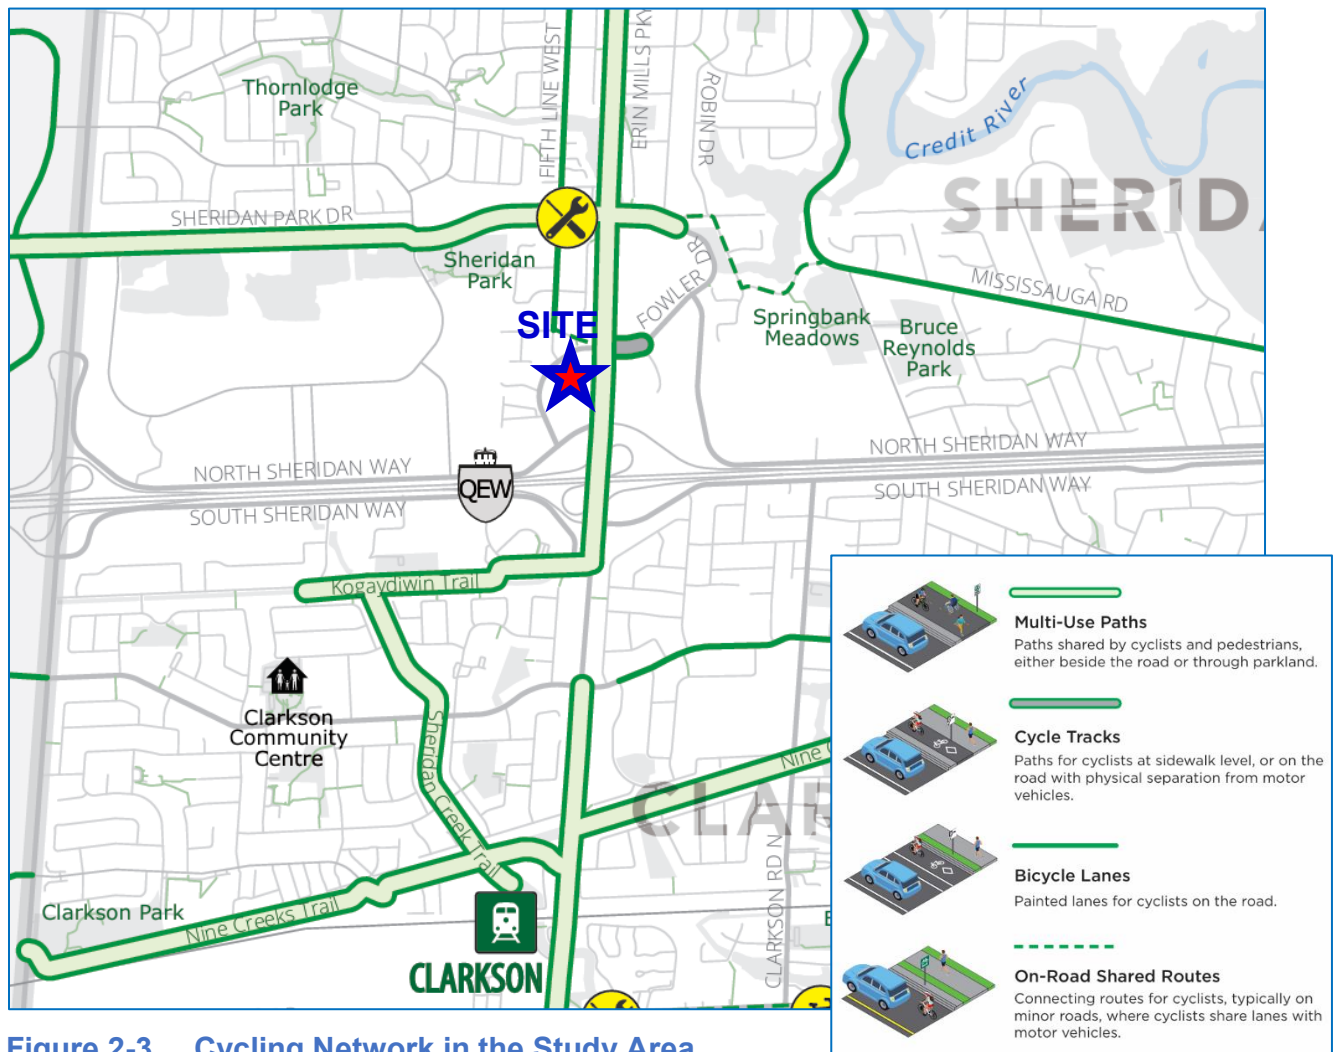 FIFTH LINE WEST
ERIN MILLS PKY
ROBIN DR
Thornlodge
Park
Credit River
SHERIDA
SHERIDAN PARK DR
Sheridan
Park
FOWLER DR
MISSISSAUGA RD
SITE
Springbank
Meadows
Bruce
Reynolds
Park
NORTH SHERIDAN WAY
NORTH SHERIDAN WAY
QEW
SOUTH SHERIDAN WAY
SOUTH SHERIDAN WAY
Kogaydiwin Trail
Clarkson
Community
Centre
Sheridan Creek Trail
Nine C
CLAR
CLARKSON RD N
Clarkson Park
Nine Creeks Trail
CLARKSON
Multi-Use Paths
Paths shared by cyclists and pedestrians,
either beside the road or through parkland.
Cycle Tracks
Paths for cyclists at sidewalk level, or on the
road with physical separation from motor
vehicles.
Bicycle Lanes
Painted lanes for cyclists on the road.
On-Road Shared Routes
Connecting routes for cyclists, typically on
minor roads, where cyclists share lanes with
motor vehicles.
Figure 2-3 Cycling Network in the Study Area